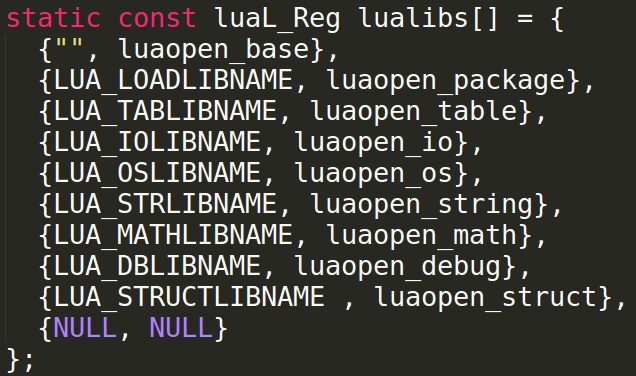 static const luaL_Reg lualibs[] = {
  {"", luaopen_base},
  {LUA_LOADLIBNAME, luaopen_package},
  {LUA_TABLIBNAME, luaopen_table},
  {LUA_IOLIBNAME, luaopen_io},
  {LUA_OSLIBNAME, luaopen_os},
  {LUA_STRLIBNAME, luaopen_string},
  {LUA_MATHLIBNAME, luaopen_math},
  {LUA_DBLIBNAME, luaopen_debug},
  {LUA_STRUCTLIBNAME , luaopen_struct},
  {NULL, NULL}
};